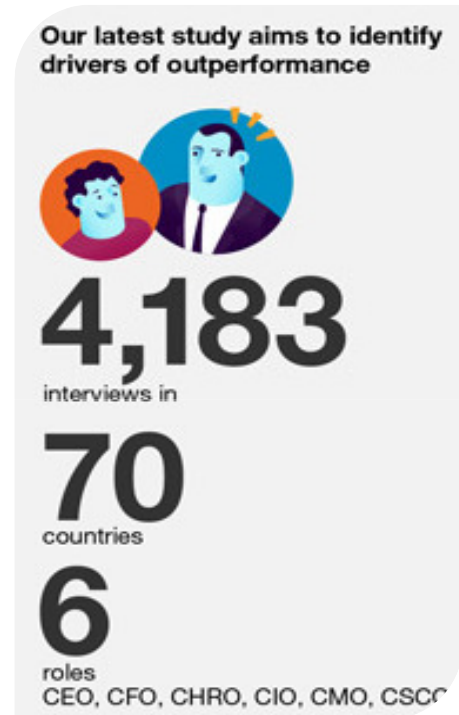 Our latest study aims to identify
drivers of outperformance
4,183
interviews in
70
countries
6
roles
CEO, CFO, CHRO, CIO, CMO, CSCO